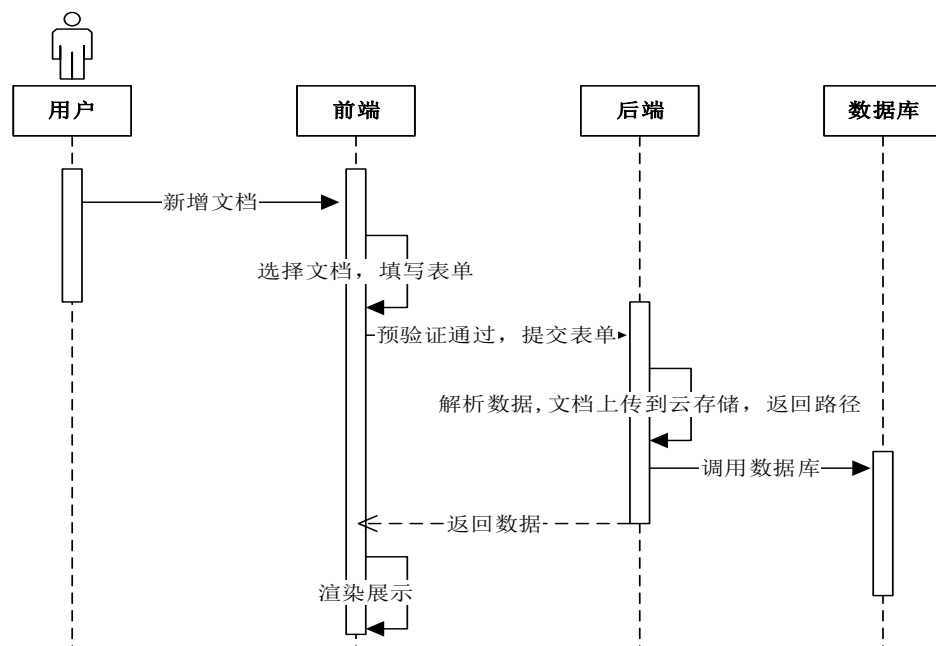 用户
前端
后端
数据库
新增文档
选择文档，填写表单
预验证通过，提交表单
解析数据,文档上传到云存储，返回路径
调用数据库
返回数据
渲染展示